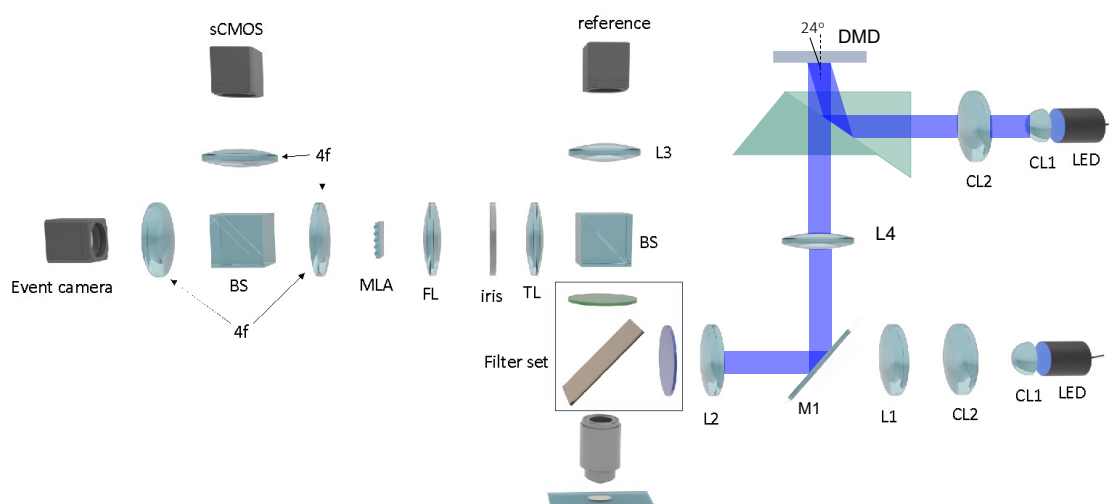 sCMOS
reference
24°
DMD
4f
L3
CL1
LED
CL2
BS
L4
Event camera
BS
MLA
FL
iris
TL
4f
Filter set
L2
M1
L1
CL2
CL1
LED